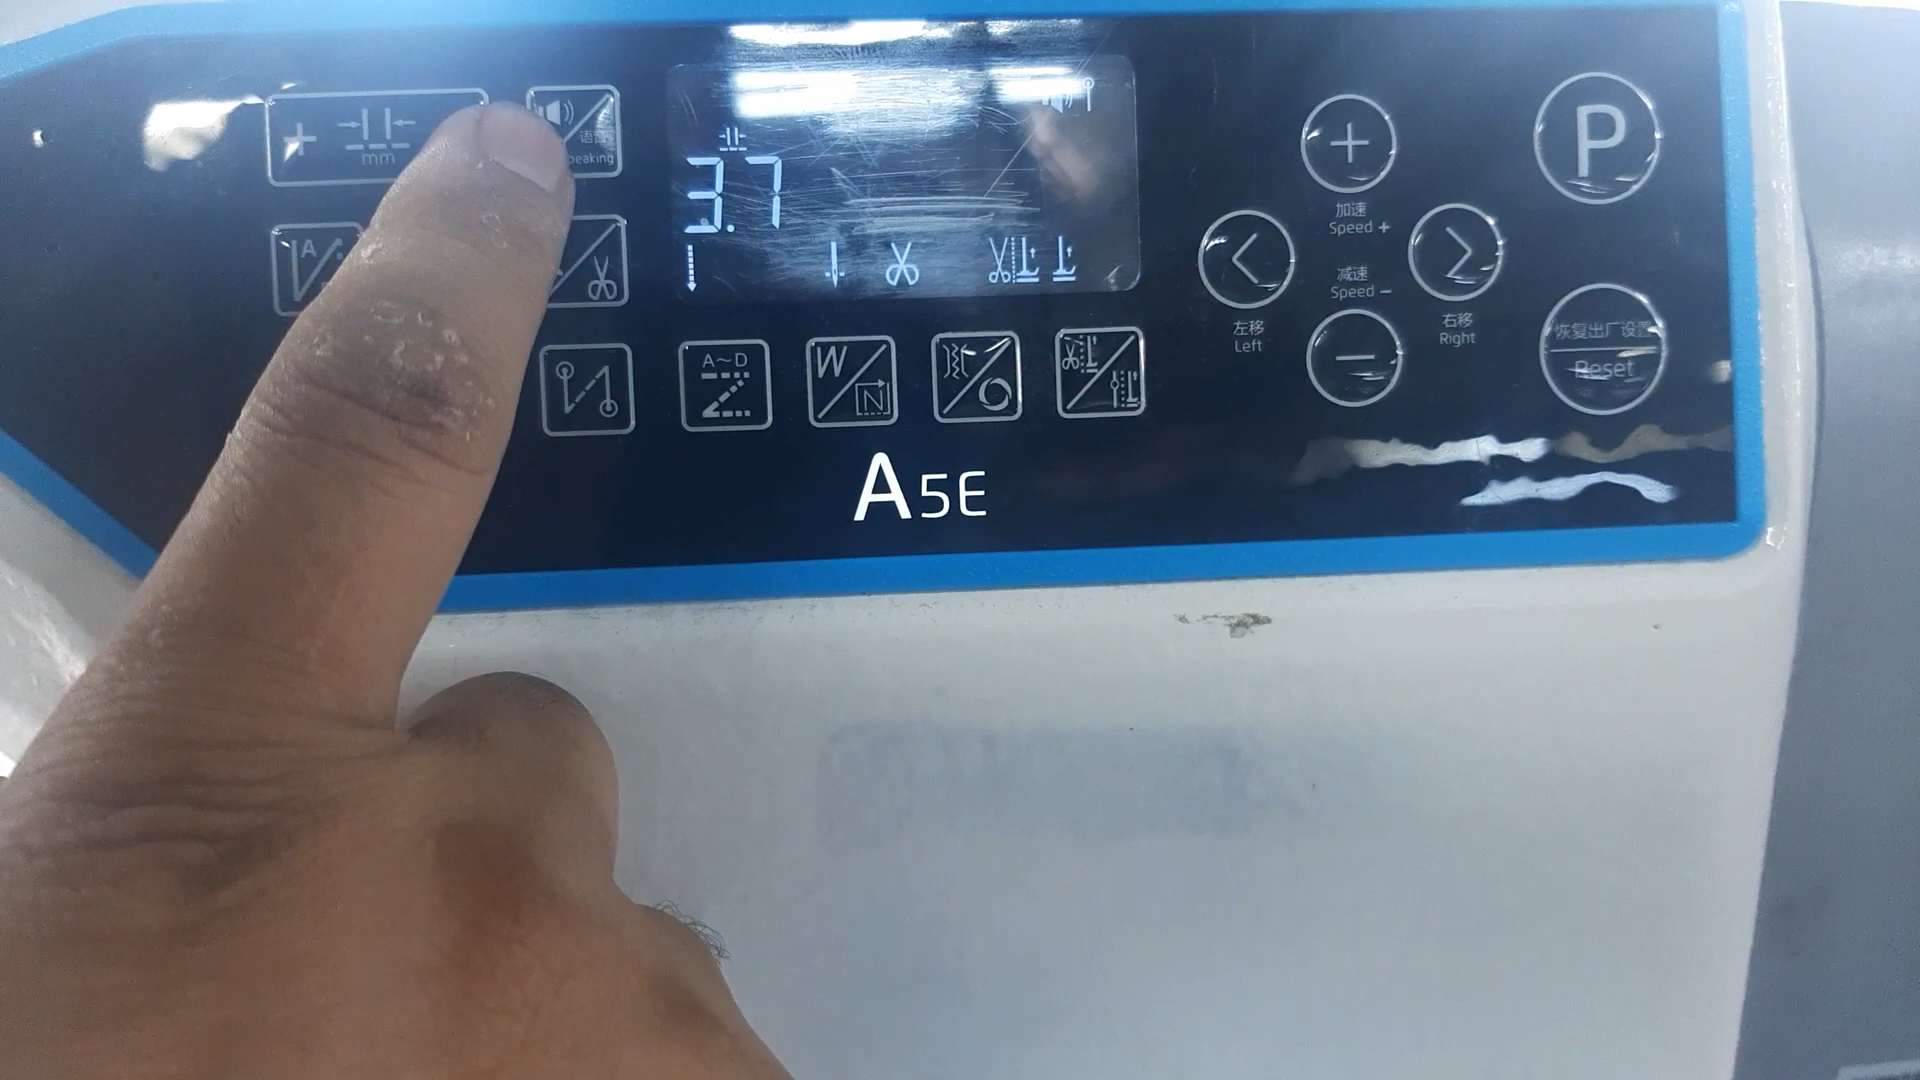 +
mm
语音
peaking
3.7
P
加速
Speed +
减速
Speed −
左移
Left
右移
Right
恢复出厂设置
Reset
A
A~D
W
N
A5E